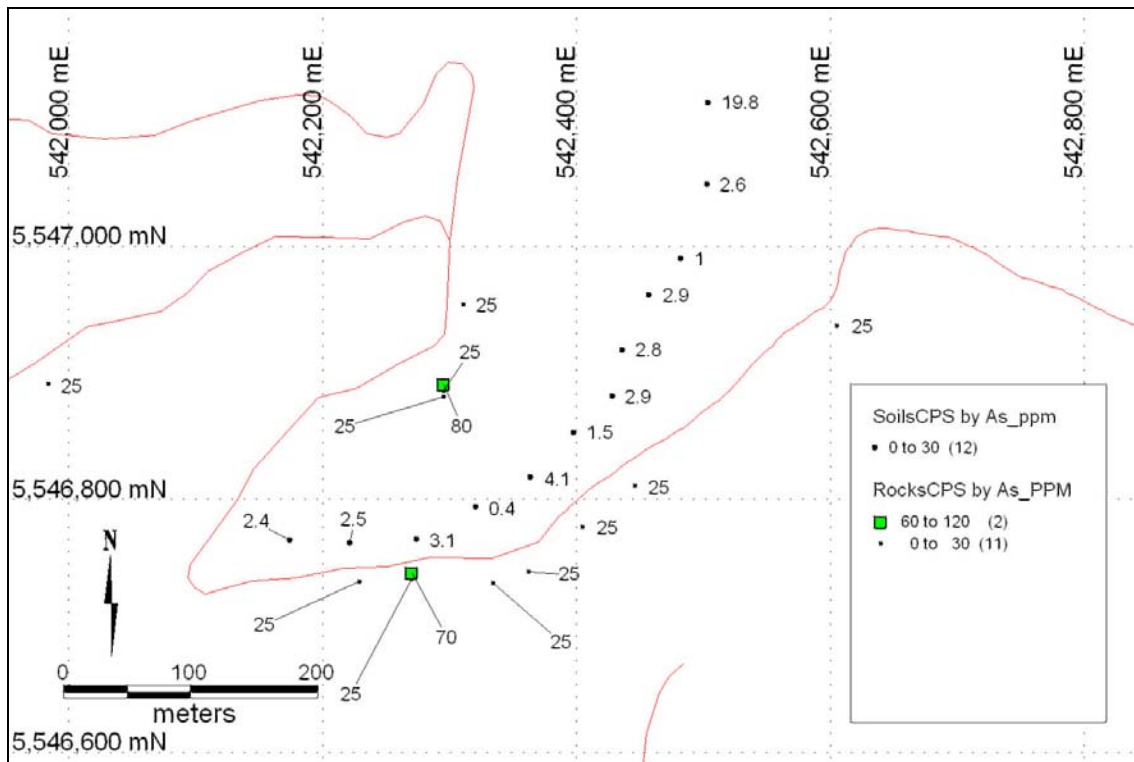 542,000 mE
542,200 mE
542,400 mE
542,600 mE
542,800 mE
19.8
2.6
5,547,000 mN
1
2.9
25
25
2.8
25
25
2.9
25
80
1.5
4.1
25
5,546,800 mN
0.4
25
2.4
2.5
3.1
25
25
70
25
25
N
0 100 200
meters
5,546,600 mN
SoilsCPS by As_ppm
0 to 30 (12)
RocksCPS by As_PPM
60 to 120 (2)
0 to 30 (11)